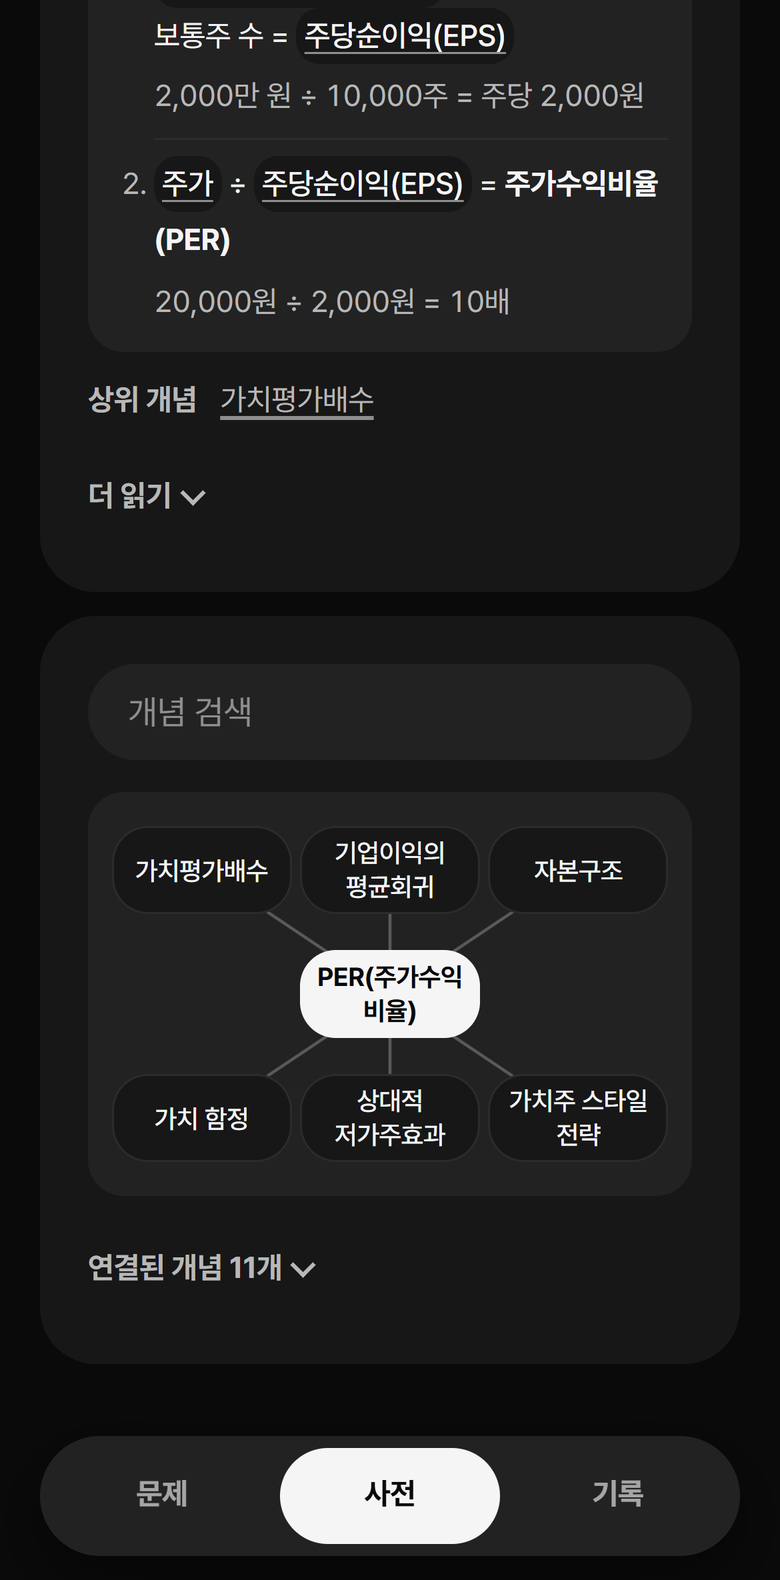 보통주 수 = 주당순이익(EPS)
2,000만 원 ÷ 10,000주 = 주당 2,000원
2. 주가 ÷ 주당순이익(EPS) = 주가수익비율
(PER)
20,000원 ÷ 2,000원 = 10배
상위 개념 가치평가배수
더 읽기
개념 검색
가치평가배수
기업이익의
평균회귀
자본구조
PER(주가수익
비율)
가치 함정
상대적
저가주효과
가치주 스타일
전략
연결된 개념 11개
문제 사전 기록